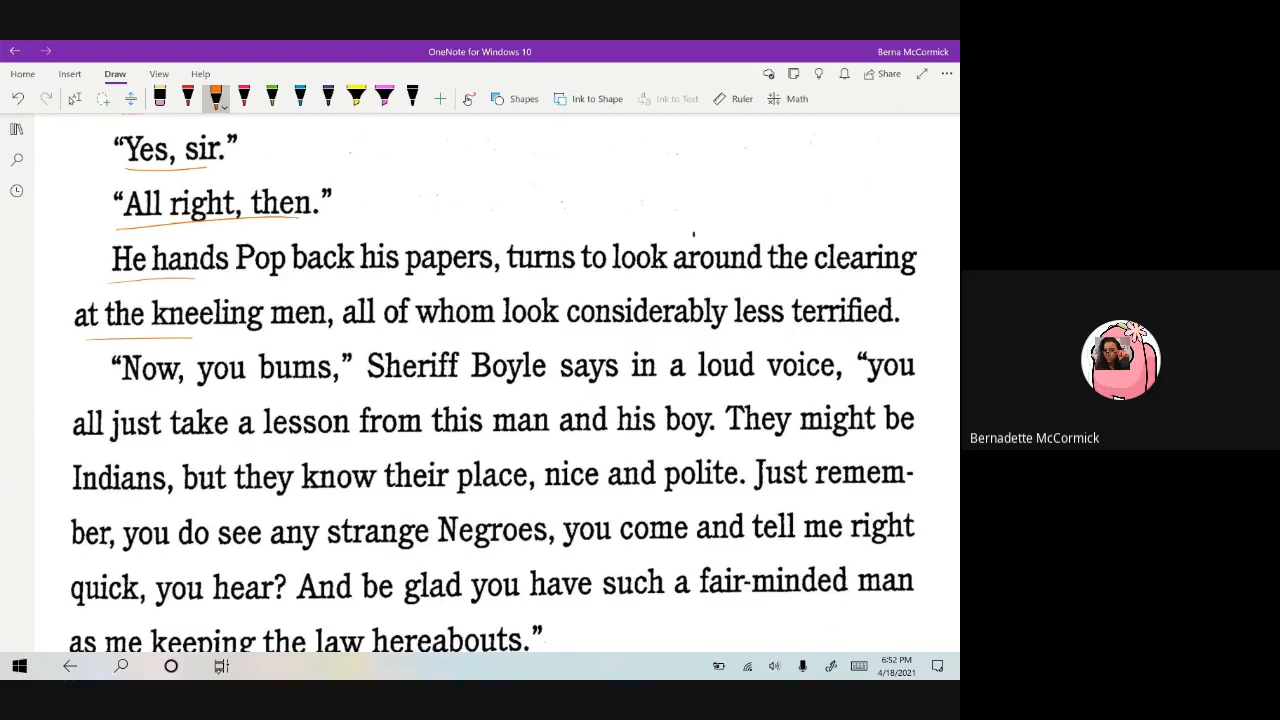 OneNote for Windows 10
Berna McCormick
Home Insert Draw View Help
Share
Shapes Ink to Shape Ink to Text Ruler Math
“Yes, sir.”
“All right, then.”
He hands Pop back his papers, turns to look around the clearing
at the kneeling men, all of whom look considerably less terrified.
“Now, you bums,” Sheriff Boyle says in a loud voice, “you
all just take a lesson from this man and his boy. They might be
Indians, but they know their place, nice and polite. Just remem-
ber, you do see any strange Negroes, you come and tell me right
quick, you hear? And be glad you have such a fair-minded man
as me keeping the law hereabouts.”
Bernadette McCormick
6:52 PM
4/18/2021